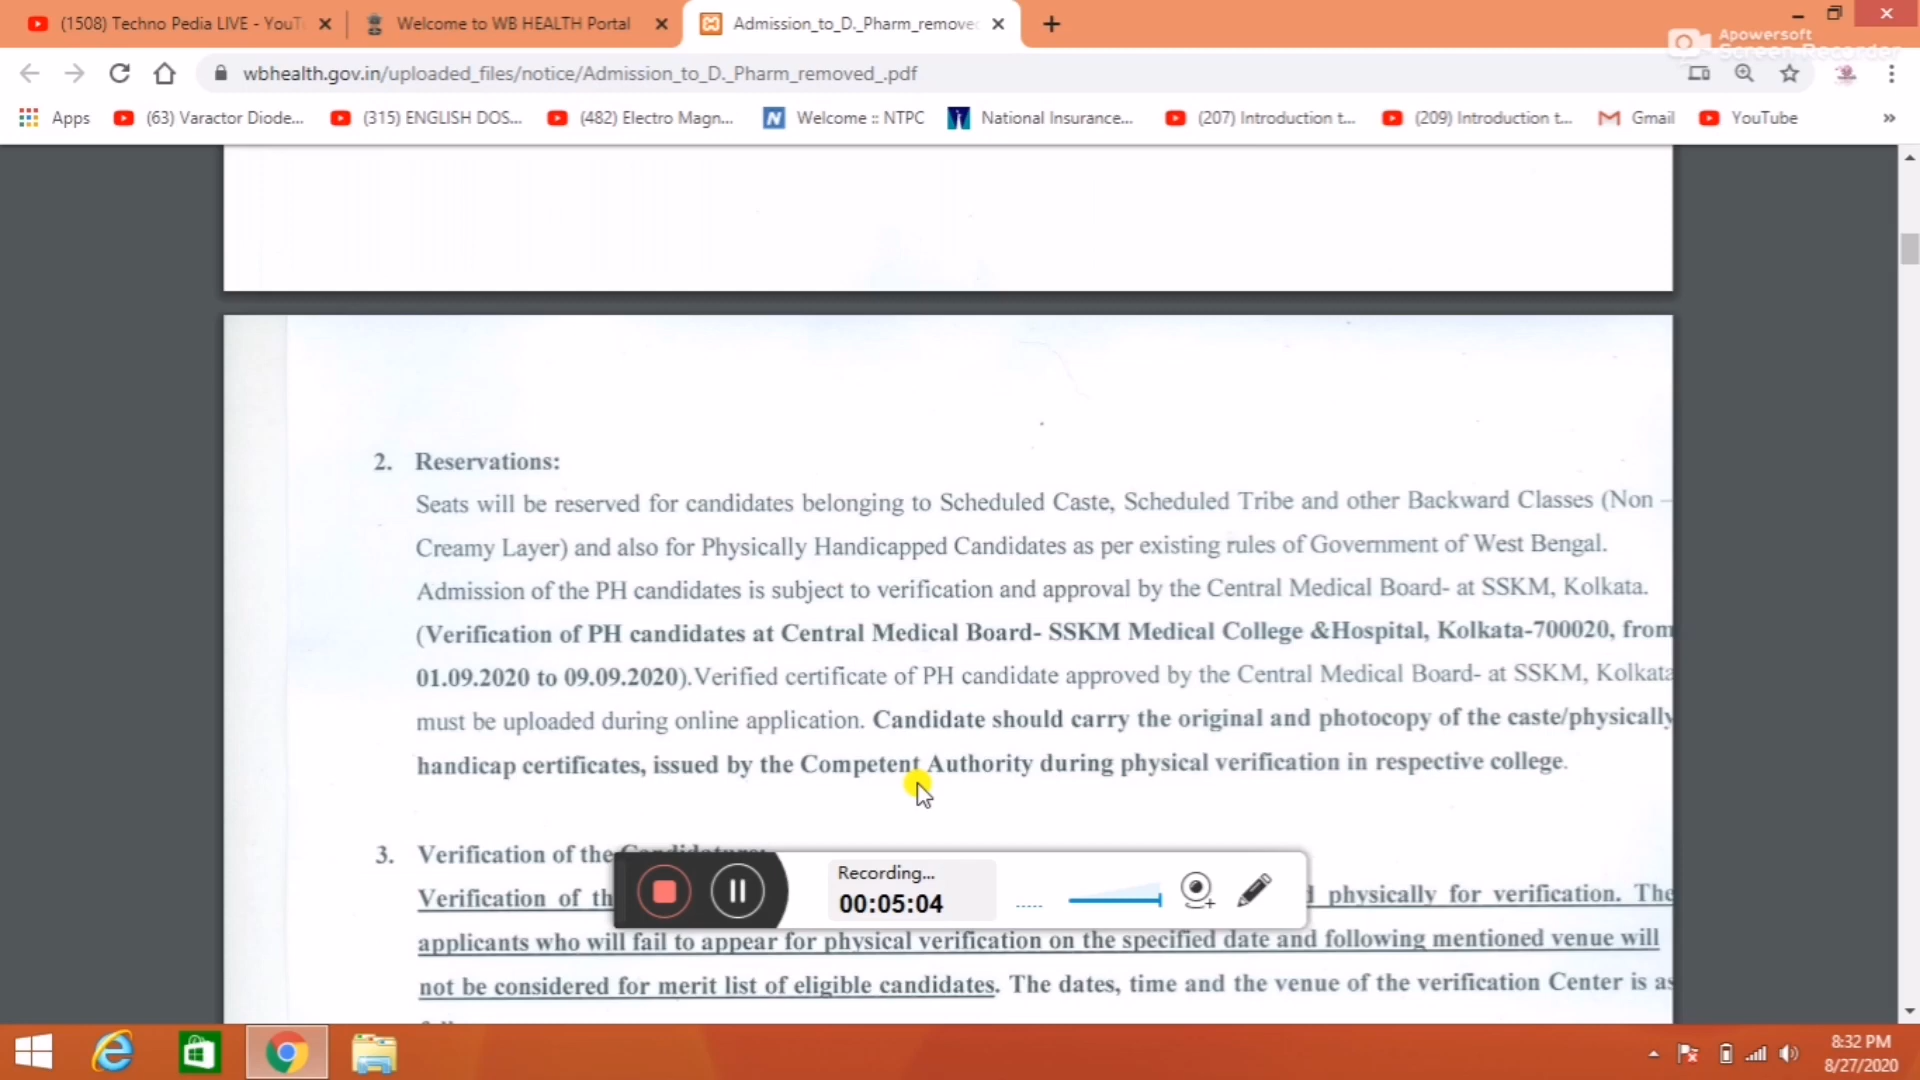 (1508) Techno Pedia LIVE - YouT
Welcome to WB HEALTH Portal
Admission_to_D._Pharm_remove
Apowersoft
Screen Recorder
wbhealth.gov.in/uploaded_files/notice/Admission_to_D._Pharm_removed_.pdf
Apps
(63) Varactor Diode...
(315) ENGLISH DOS...
(482) Electro Magn...
Welcome :: NTPC
National Insurance...
(207) Introduction t...
(209) Introduction t...
Gmail
YouTube
2. Reservations:
Seats will be reserved for candidates belonging to Scheduled Caste, Scheduled Tribe and other Backward Classes (Non –
Creamy Layer) and also for Physically Handicapped Candidates as per existing rules of Government of West Bengal.
Admission of the PH candidates is subject to verification and approval by the Central Medical Board- at SSKM, Kolkata.
(Verification of PH candidates at Central Medical Board- SSKM Medical College &Hospital, Kolkata-700020, from
01.09.2020 to 09.09.2020).Verified certificate of PH candidate approved by the Central Medical Board- at SSKM, Kolkata
must be uploaded during online application. Candidate should carry the original and photocopy of the caste/physically
handicap certificates, issued by the Competent Authority during physical verification in respective college.
3. Verification of the
Verification of th physically for verification. The
applicants who will fail to appear for physical verification on the specified date and following mentioned venue will
not be considered for merit list of eligible candidates. The dates, time and the venue of the verification Center is as
Recording...
00:05:04
8:32 PM
8/27/2020